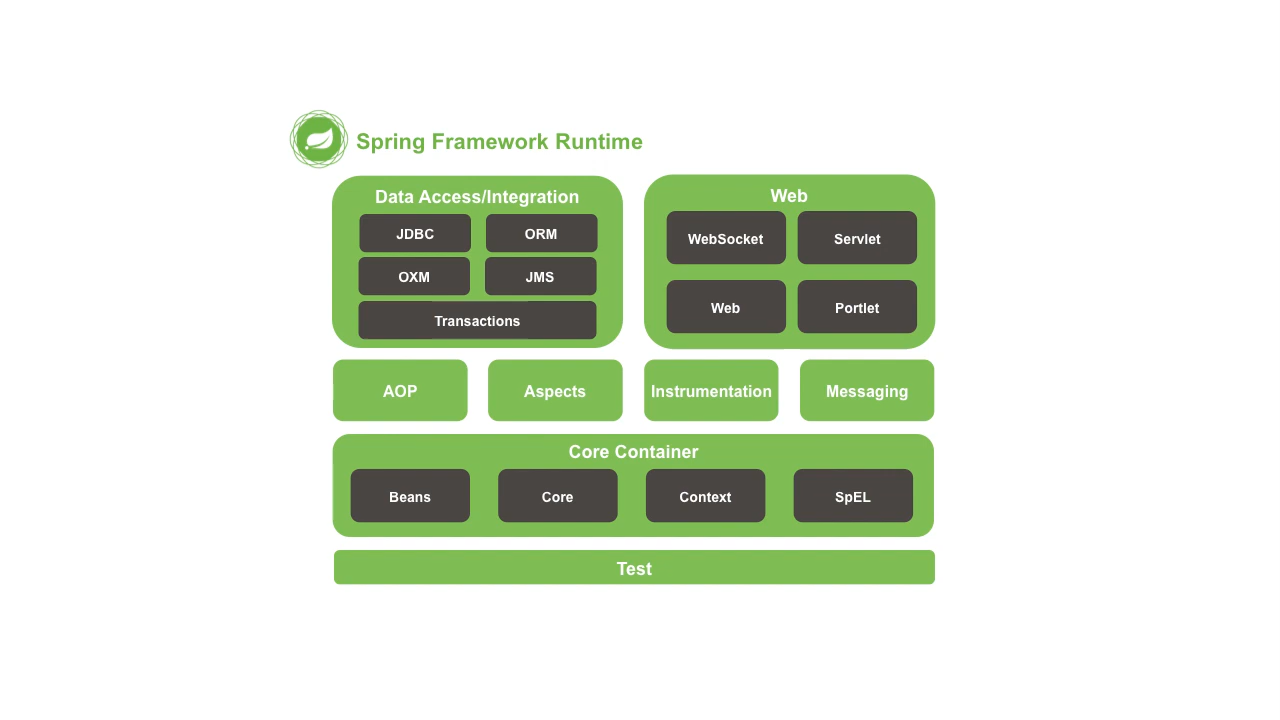 Spring Framework Runtime
Data Access/Integration
JDBC
ORM
OXM
JMS
Transactions
Web
WebSocket
Servlet
Web
Portlet
AOP
Aspects
Instrumentation
Messaging
Core Container
Beans
Core
Context
SpEL
Test